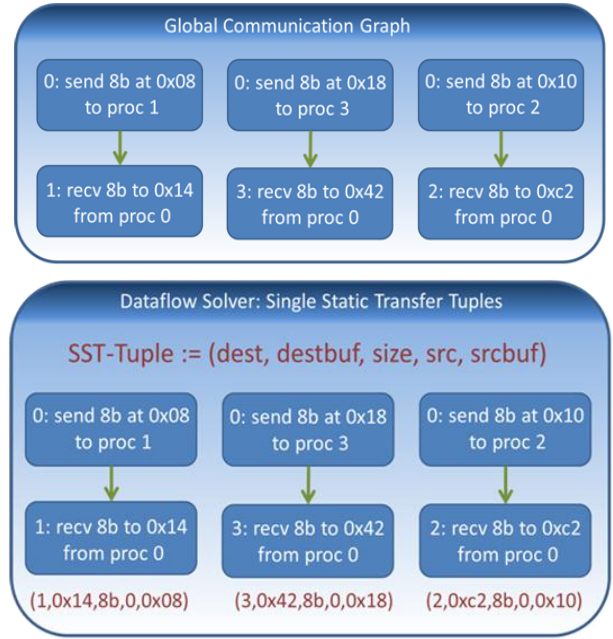 Global Communication Graph
0: send 8b at 0x08
to proc 1
0: send 8b at 0x18
to proc 3
0: send 8b at 0x10
to proc 2
1: recv 8b to 0x14
from proc 0
3: recv 8b to 0x42
from proc 0
2: recv 8b to 0xc2
from proc 0
Dataflow Solver: Single Static Transfer Tuples
SST-Tuple := (dest, destbuf, size, src, srcbuf)
0: send 8b at 0x08
to proc 1
0: send 8b at 0x18
to proc 3
0: send 8b at 0x10
to proc 2
1: recv 8b to 0x14
from proc 0
3: recv 8b to 0x42
from proc 0
2: recv 8b to 0xc2
from proc 0
(1,0x14,8b,0,0x08)
(3,0x42,8b,0,0x18)
(2,0xc2,8b,0,0x10)